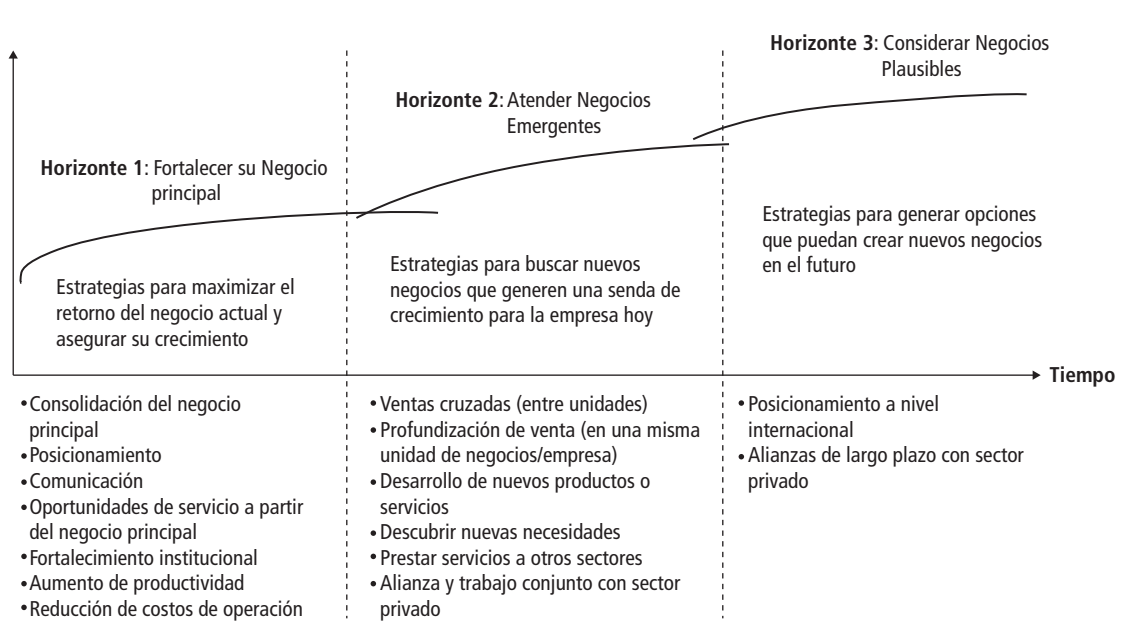 Horizonte 1: Fortalecer su Negocio
principal
Estrategias para maximizar el
retorno del negocio actual y
asegurar su crecimiento
Horizonte 2: Atender Negocios
Emergentes
Estrategias para buscar nuevos
negocios que generen una senda de
crecimiento para la empresa hoy
Horizonte 3: Considerar Negocios
Plausibles
Estrategias para generar opciones
que puedan crear nuevos negocios
en el futuro
Tiempo
•Consolidación del negocio
principal
•Posicionamiento
•Comunicación
•Oportunidades de servicio a partir
del negocio principal
•Fortalecimiento institucional
•Aumento de productividad
•Reducción de costos de operación
•Ventas cruzadas (entre unidades)
•Profundización de venta (en una misma
unidad de negocios/empresa)
•Desarrollo de nuevos productos o
servicios
•Descubrir nuevas necesidades
•Prestar servicios a otros sectores
•Alianza y trabajo conjunto con sector
privado
•Posicionamiento a nivel
internacional
•Alianzas de largo plazo con sector
privado